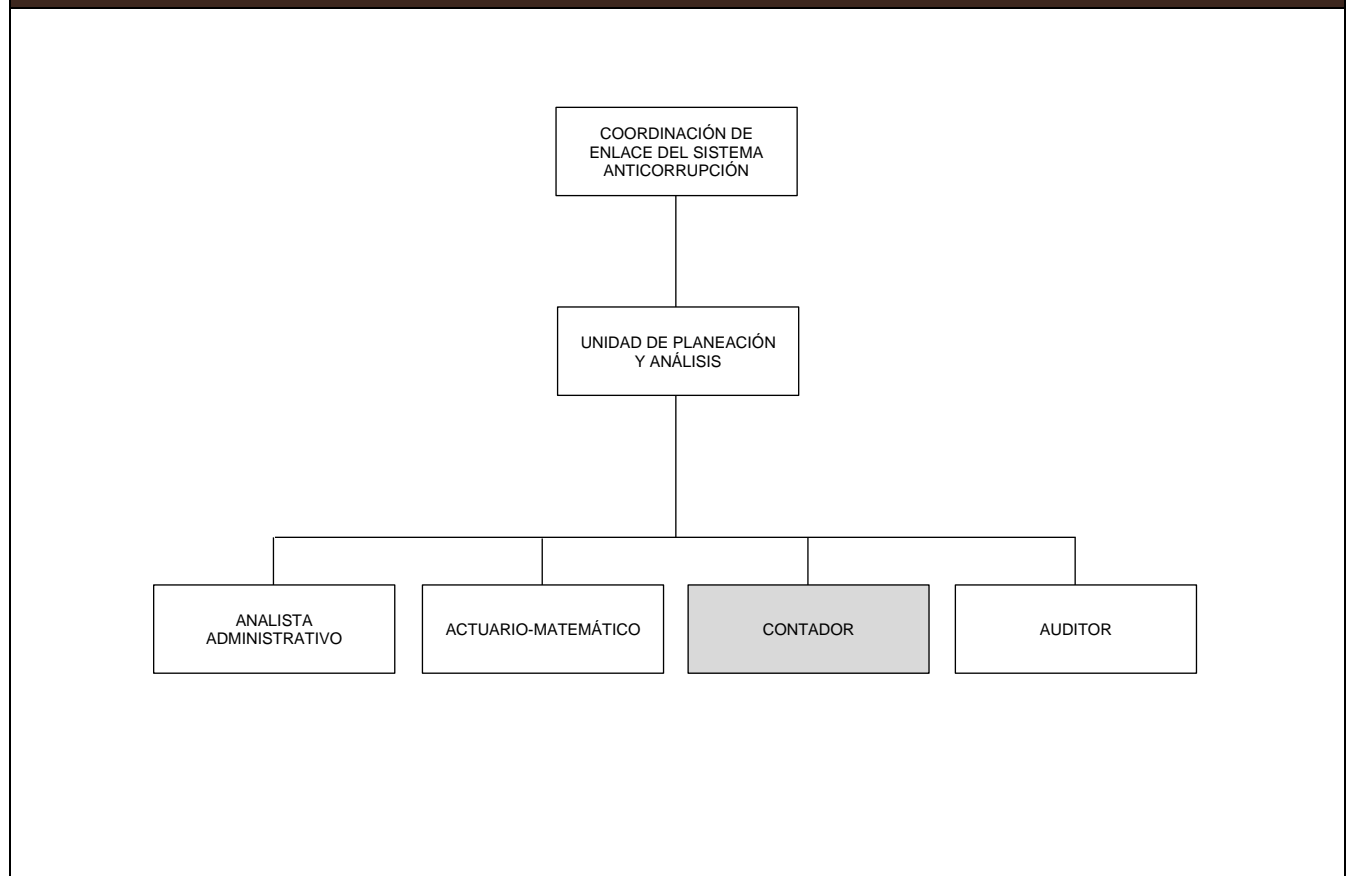 COORDINACIÓN DE
ENLACE DEL SISTEMA
ANTICORRUPCIÓN
UNIDAD DE PLANEACIÓN
Y ANÁLISIS
ANALISTA
ADMINISTRATIVO
ACTUARIO-MATEMÁTICO
CONTADOR
AUDITOR